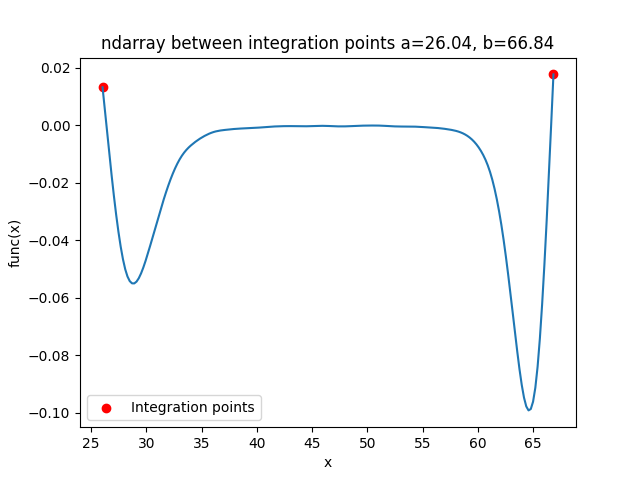 ndarray between integration points a=26.04, b=66.84
0.02
0.00
−0.02
−0.04
−0.06
−0.08
−0.10
func(x)
Integration points
25 30 35 40 45 50 55 60 65
x